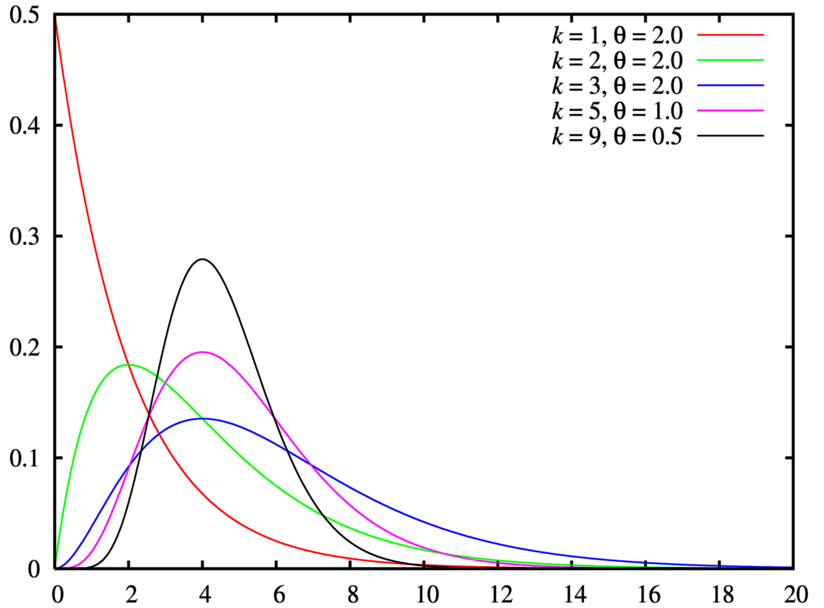 0.5
0.4
0.3
0.2
0.1
0
0 2 4 6 8 10 12 14 16 18 20
k = 1, θ = 2.0
k = 2, θ = 2.0
k = 3, θ = 2.0
k = 5, θ = 1.0
k = 9, θ = 0.5